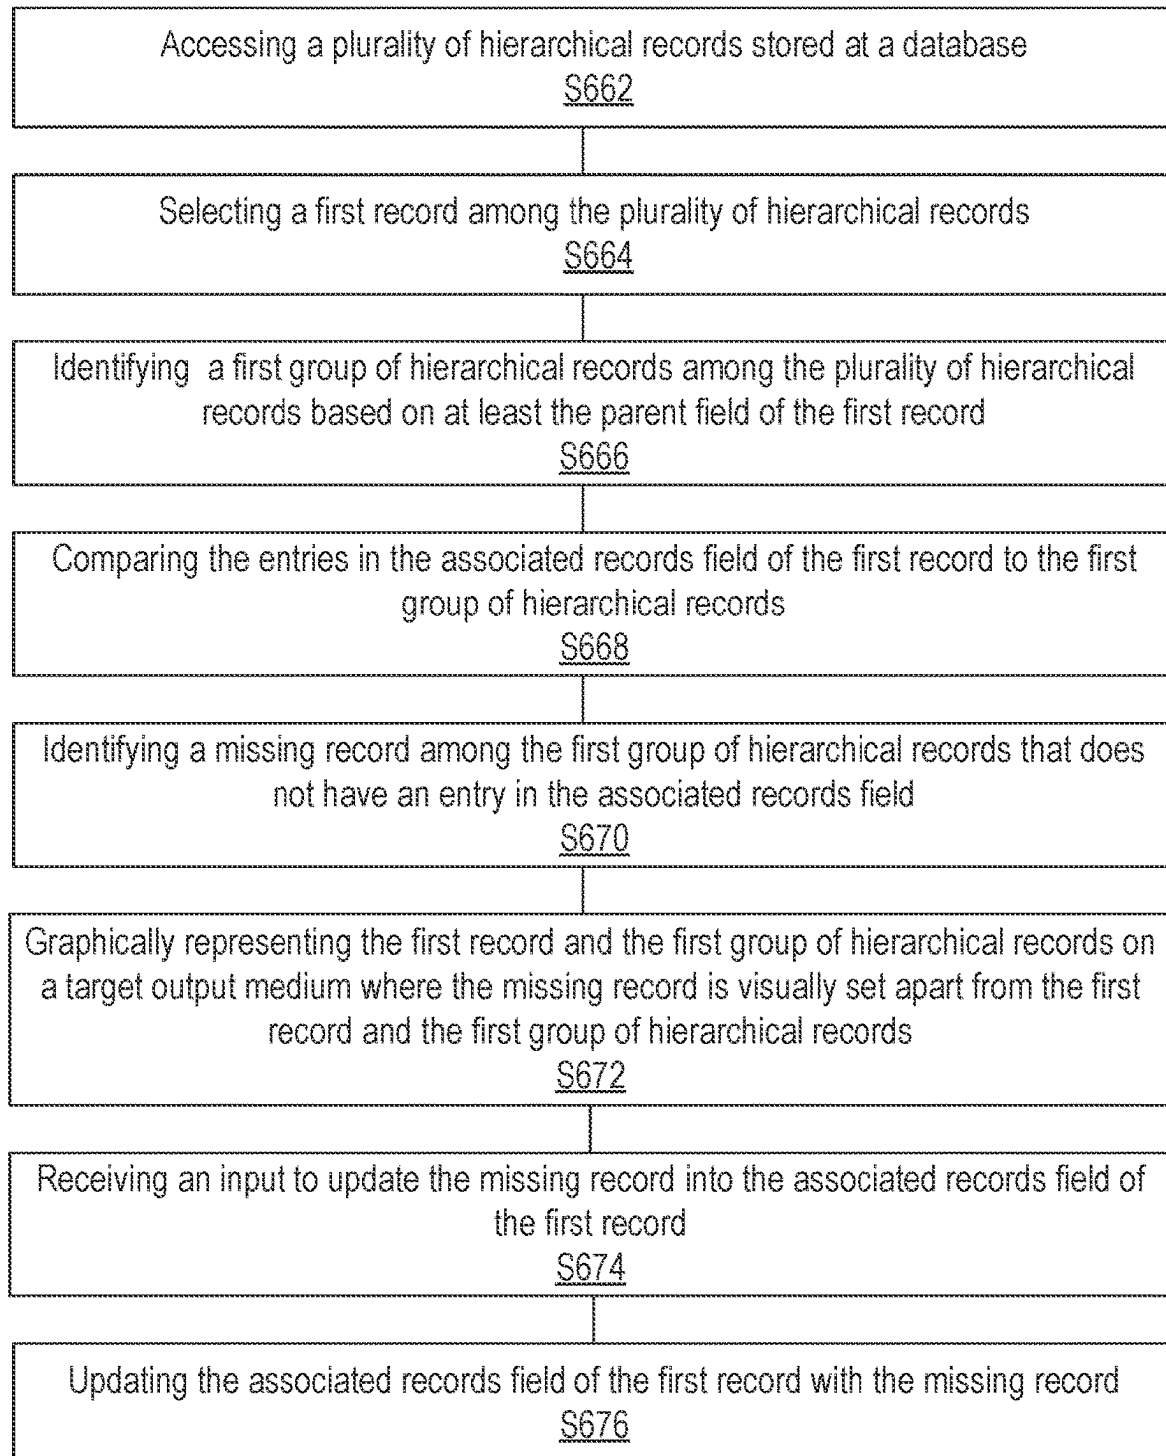 Accessing a plurality of hierarchical records stored at a database
S662
Selecting a first record among the plurality of hierarchical records
S664
Identifying a first group of hierarchical records among the plurality of hierarchical
records based on at least the parent field of the first record
S666
Comparing the entries in the associated records field of the first record to the first
group of hierarchical records
S668
Identifying a missing record among the first group of hierarchical records that does
not have an entry in the associated records field
S670
Graphically representing the first record and the first group of hierarchical records on
a target output medium where the missing record is visually set apart from the first
record and the first group of hierarchical records
S672
Receiving an input to update the missing record into the associated records field of
the first record
S674
Updating the associated records field of the first record with the missing record
S676